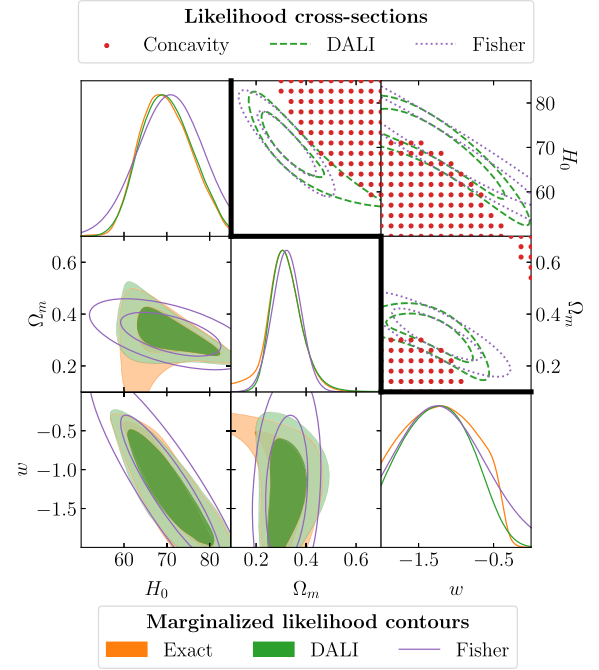 Likelihood cross-sections
Concavity DALI Fisher
80
70
60
H₀
0.6
0.4
0.2
Ωₘ
0.6
0.4
0.2
Ωₘ
−0.5
−1.0
−1.5
w
60 70 80
0.2 0.4 0.6
−1.5 −0.5
H₀ Ωₘ w
Marginalized likelihood contours
Exact DALI Fisher